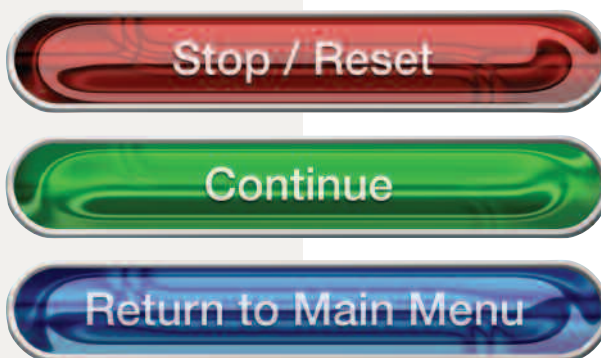 Stop / Reset
Continue
Return to Main Menu